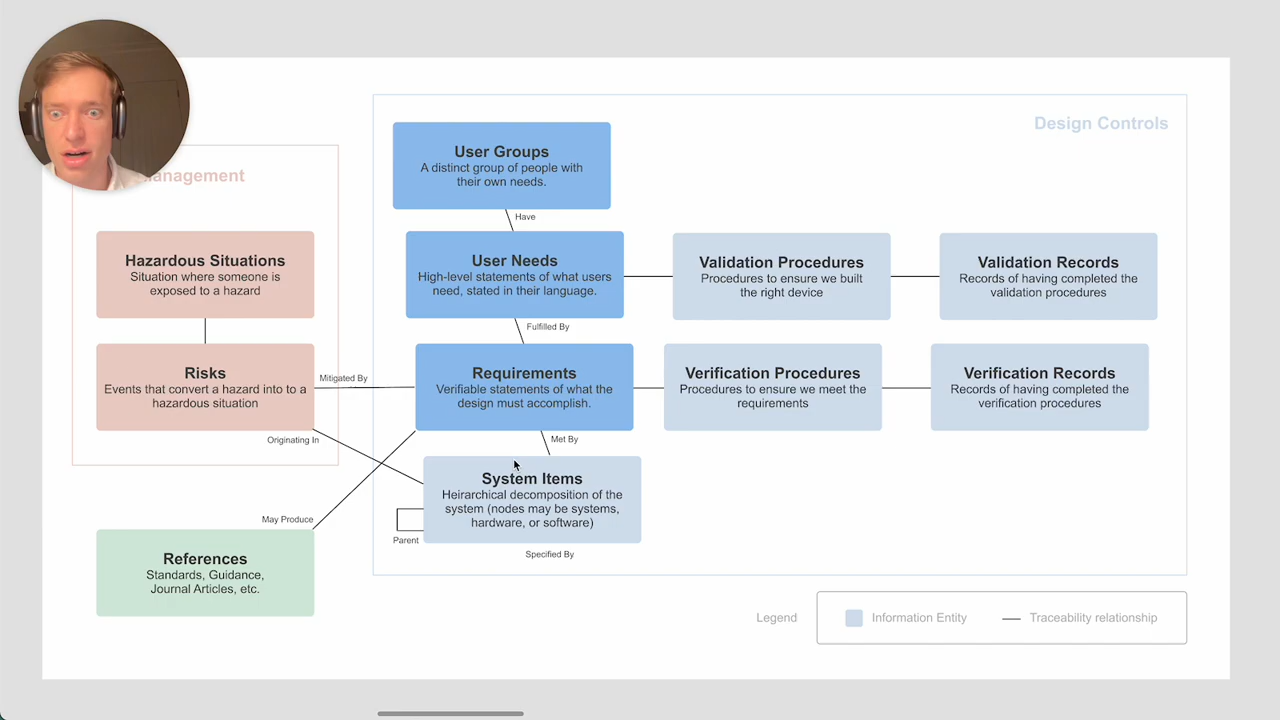 Design Controls
User Groups
A distinct group of people with
their own needs.
Have
User Needs
High-level statements of what users
need, stated in their language.
Validation Procedures
Procedures to ensure we built
the right device
Validation Records
Records of having completed the
validation procedures
Hazardous Situations
Situation where someone is
exposed to a hazard
Fulfilled By
Risks
Events that convert a hazard into to a
hazardous situation
Mitigated By
Requirements
Verifiable statements of what the
design must accomplish.
Verification Procedures
Procedures to ensure we meet the
requirements
Verification Records
Records of having completed the
verification procedures
Originating In
Met By
System Items
Heirarchical decomposition of the
system (nodes may be systems,
hardware, or software)
May Produce
Parent
Specified By
References
Standards, Guidance,
Journal Articles, etc.
Legend
Information Entity
Traceability relationship